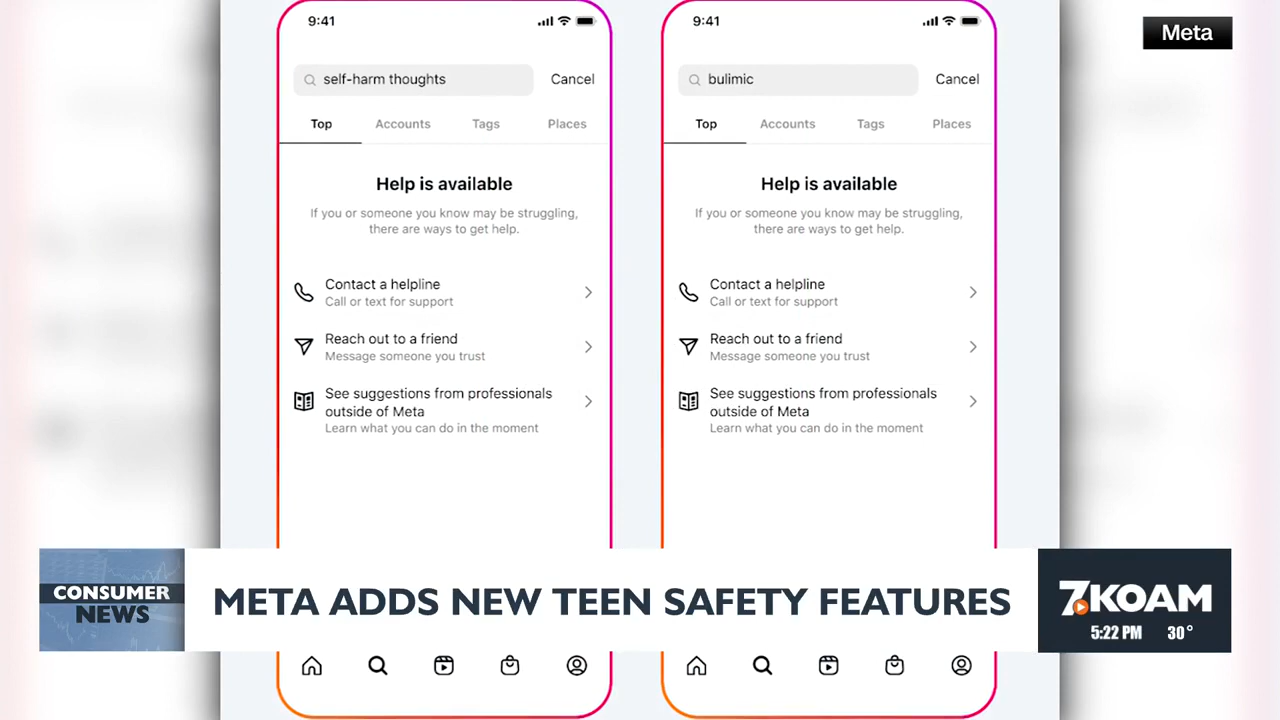 Meta
9:41
self-harm thoughts
Cancel
Top Accounts Tags Places
Help is available
If you or someone you know may be struggling,
there are ways to get help.
Contact a helpline
Call or text for support
Reach out to a friend
Message someone you trust
See suggestions from professionals
outside of Meta
Learn what you can do in the moment
9:41
bulimic
Cancel
Top Accounts Tags Places
Help is available
If you or someone you know may be struggling,
there are ways to get help.
Contact a helpline
Call or text for support
Reach out to a friend
Message someone you trust
See suggestions from professionals
outside of Meta
Learn what you can do in the moment
CONSUMER
NEWS
META ADDS NEW TEEN SAFETY FEATURES
7KOAM
5:22 PM 30°